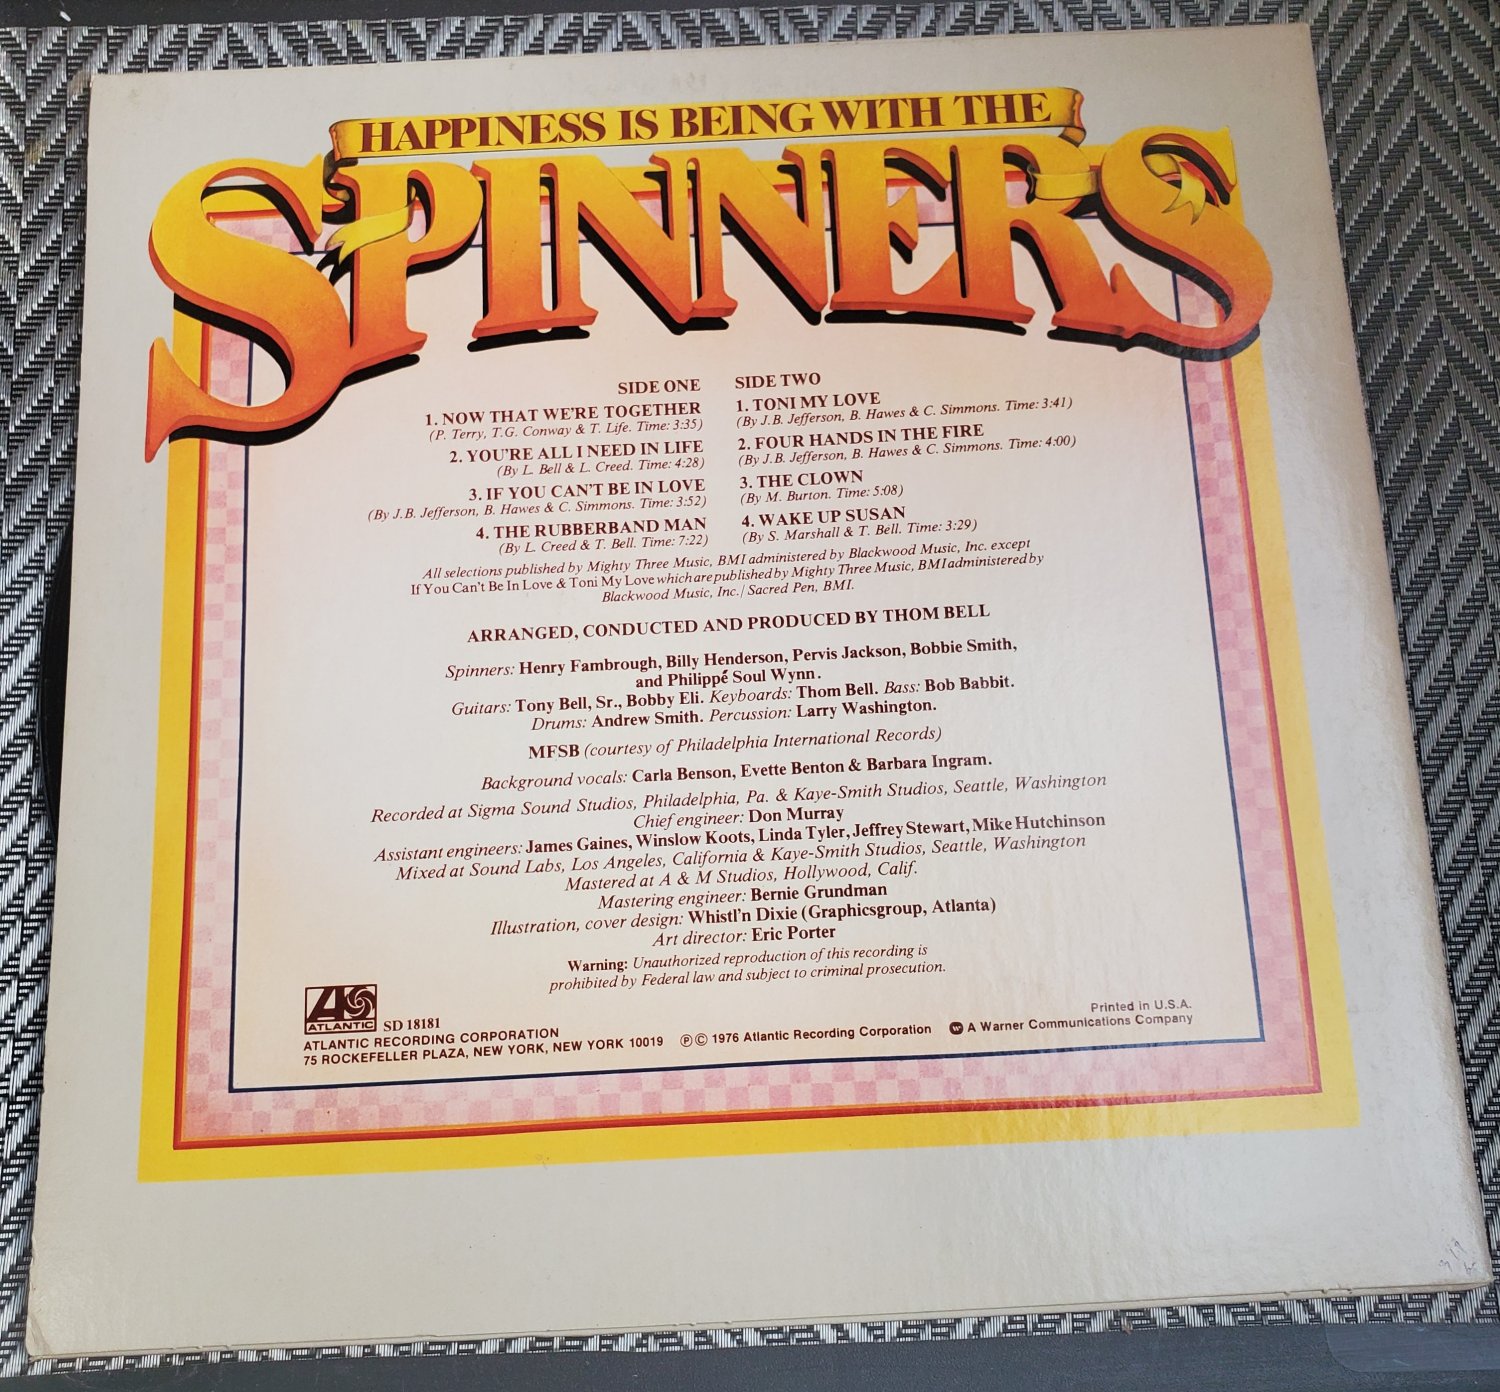 HAPPINESS IS BEING WITH THE
SPINNERS
SIDE ONE
1. NOW THAT WE'RE TOGETHER
(P. Terry, T.G. Conway & T. Life. Time: 3:35)
2. YOU'RE ALL I NEED IN LIFE
(By L. Bell & L. Creed. Time: 4:28)
3. IF YOU CAN'T BE IN LOVE
(By J.B. Jefferson, B. Hawes & C. Simmons. Time: 3:52)
4. THE RUBBERBAND MAN
(By L. Creed & T. Bell. Time: 7:22)
SIDE TWO
1. TONI MY LOVE
(By J.B. Jefferson, B. Hawes & C. Simmons. Time: 3:41)
2. FOUR HANDS IN THE FIRE
(By J.B. Jefferson, B. Hawes & C. Simmons. Time: 4:00)
3. THE CLOWN
(By M. Burton. Time: 5:08)
4. WAKE UP SUSAN
(By S. Marshall & T. Bell. Time: 3:29)
All selections published by Mighty Three Music, BMI administered by Blackwood Music, Inc. except
If You Can't Be In Love & Toni My Love which are published by Mighty Three Music, BMI administered by
Blackwood Music, Inc./Sacred Pen, BMI.
ARRANGED, CONDUCTED AND PRODUCED BY THOM BELL
Spinners: Henry Fambrough, Billy Henderson, Pervis Jackson, Bobbie Smith,
and Philippé Soul Wynn.
Guitars: Tony Bell, Sr., Bobby Eli. Keyboards: Thom Bell. Bass: Bob Babbit.
Drums: Andrew Smith. Percussion: Larry Washington.
MFSB (courtesy of Philadelphia International Records)
Background vocals: Carla Benson, Evette Benton & Barbara Ingram.
Recorded at Sigma Sound Studios, Philadelphia, Pa. & Kaye-Smith Studios, Seattle, Washington
Chief engineer: Don Murray
Assistant engineers: James Gaines, Winslow Koots, Linda Tyler, Jeffrey Stewart, Mike Hutchinson
Mixed at Sound Labs, Los Angeles, California & Kaye-Smith Studios, Seattle, Washington
Mastered at A & M Studios, Hollywood, Calif.
Mastering engineer: Bernie Grundman
Illustration, cover design: Whistl'n Dixie (Graphicsgroup, Atlanta)
Art director: Eric Porter
Warning: Unauthorized reproduction of this recording is
prohibited by Federal law and subject to criminal prosecution.
ATLANTIC SD 18181
ATLANTIC RECORDING CORPORATION
75 ROCKEFELLER PLAZA, NEW YORK, NEW YORK 10019 ℗ © 1976 Atlantic Recording Corporation
Printed in U.S.A.
A Warner Communications Company